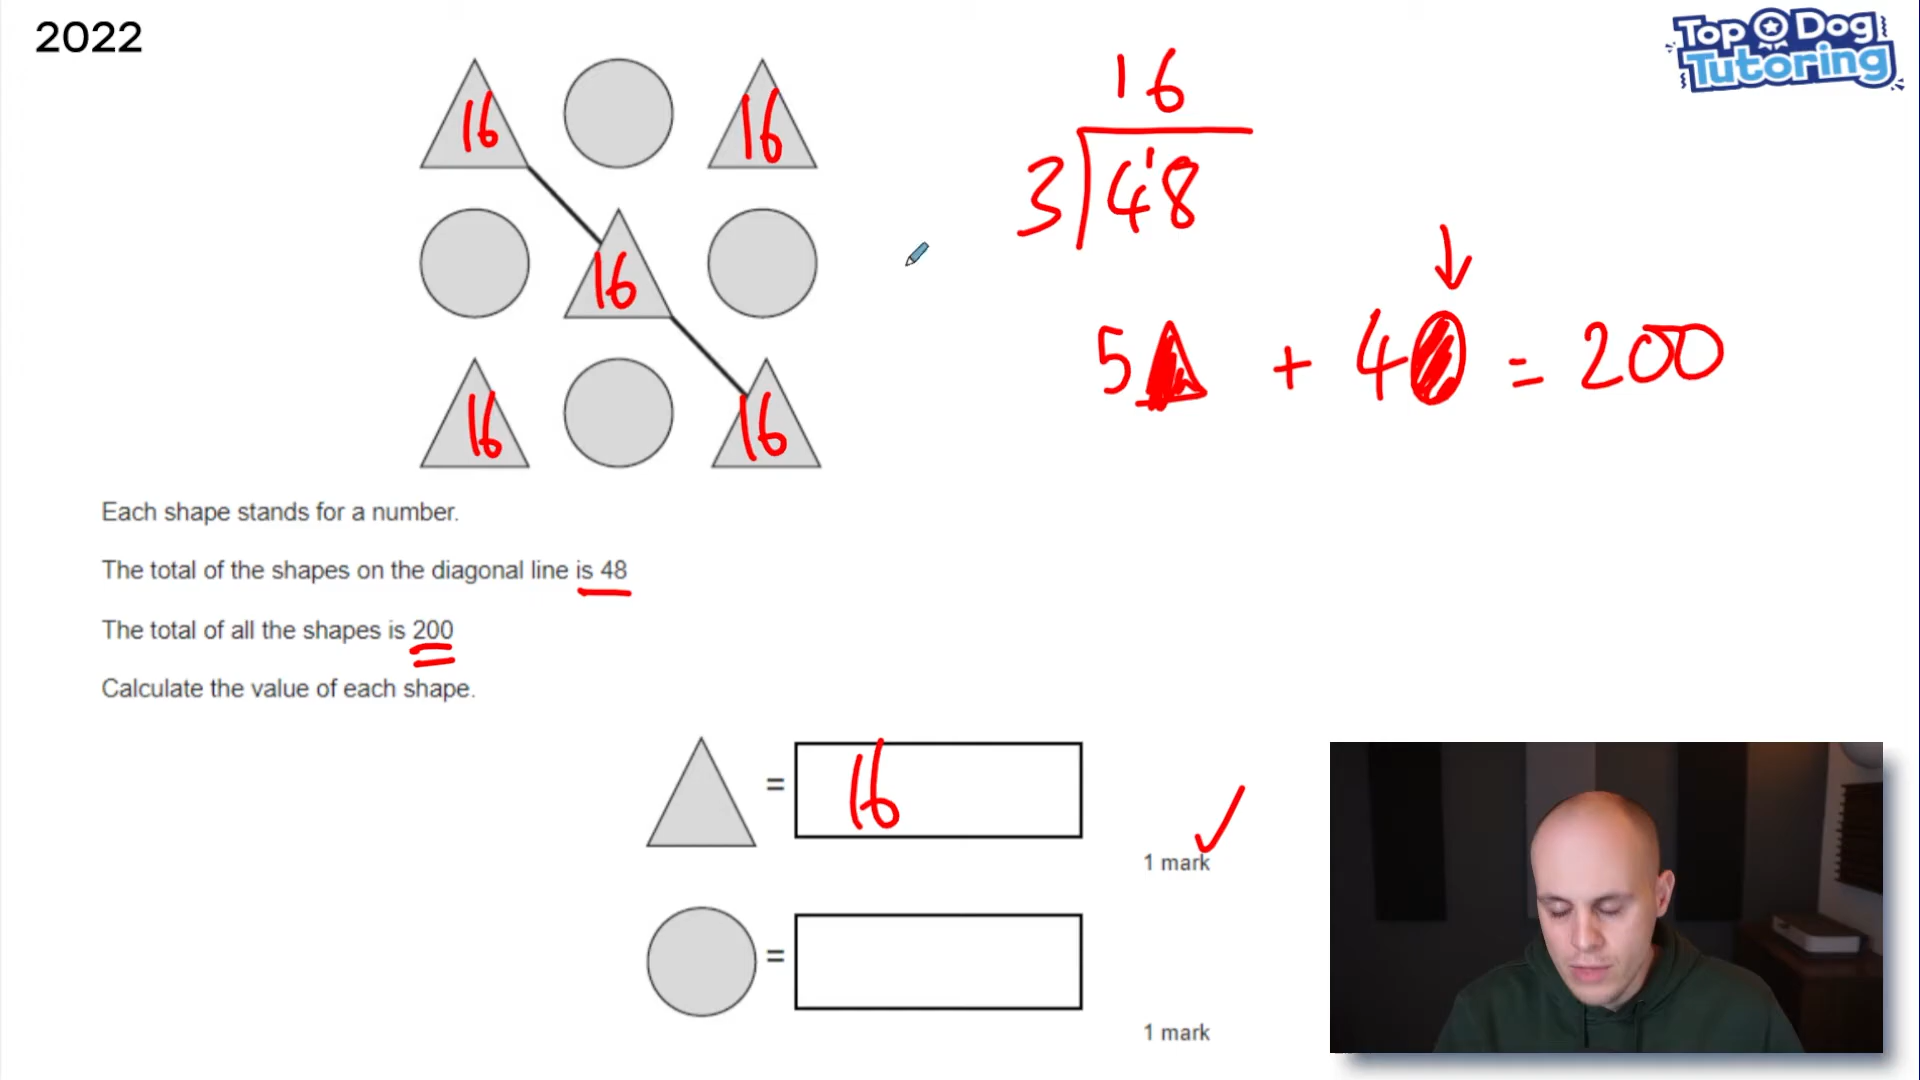 2022
Top Dog
Tutoring
16 16
16
3 48
16
5 + 4 = 200
16 16
Each shape stands for a number.
The total of the shapes on the diagonal line is 48
The total of all the shapes is 200
Calculate the value of each shape.
= 16
1 mark
=
1 mark